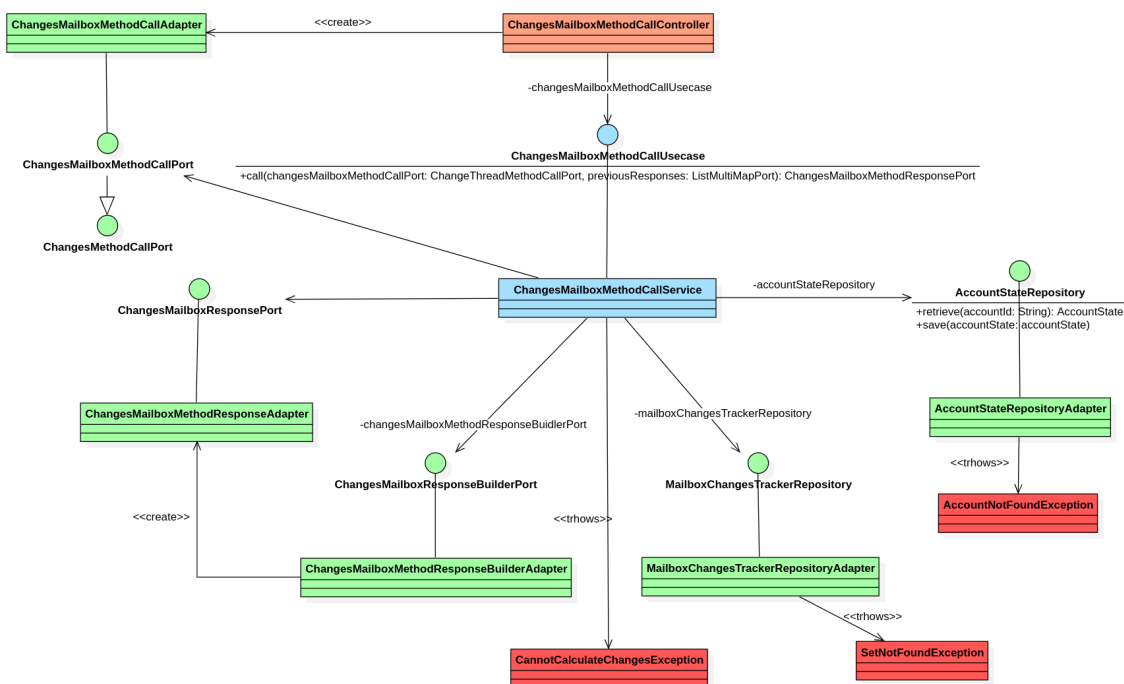 ChangesMailboxMethodCallAdapter
<<create>>
ChangesMailboxMethodCallController
-changesMailboxMethodCallUsecase
ChangesMailboxMethodCallPort
ChangesMailboxMethodCallUsecase
+call(changesMailboxMethodCallPort: ChangeThreadMethodCallPort, previousResponses: ListMultiMapPort): ChangesMailboxMethodResponsePort
ChangesMethodCallPort
ChangesMailboxResponsePort
ChangesMailboxMethodCallService
-accountStateRepository
AccountStateRepository
+retrieve(accountId: String): AccountState
+save(accountState: accountState)
ChangesMailboxMethodResponseAdapter
-changesMailboxMethodResponseBuidlerPort
-mailboxChangesTrackerRepository
AccountStateRepositoryAdapter
<<trhows>>
ChangesMailboxResponseBuilderPort
MailboxChangesTrackerRepository
AccountNotFoundException
<<create>>
<<trhows>>
ChangesMailboxMethodResponseBuilderAdapter
MailboxChangesTrackerRepositoryAdapter
<<trhows>>
CannotCalculateChangesException
SetNotFoundException